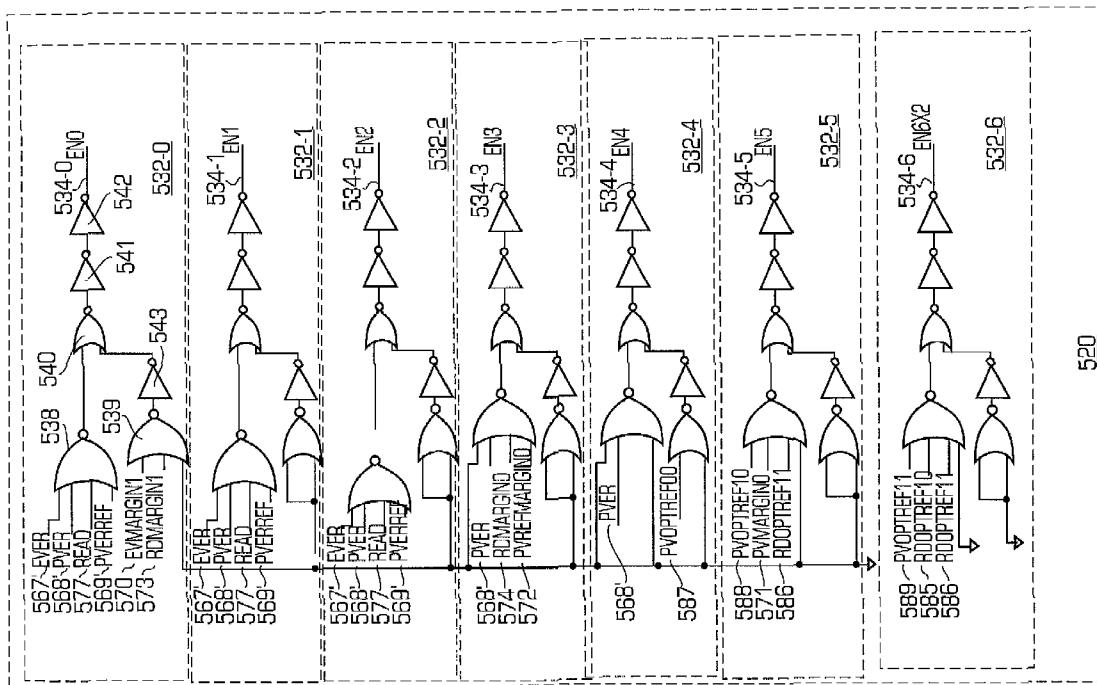 567' EVER
568' PVER
577 READ
569' PVERREF
570 EVMARGIN1
573 RDMARGIN1
538
539
540
543
541
542
534-0 EN0
532-0
567' EVER
568' PVER
577 READ
569' PVERREF
534-1 EN1
532-1
567' EVER
568' PVER
577 READ
569' PVERREF
534-2 EN2
532-2
568' PVER
574 RDMARGIN0
572 PVREFMARGIN0
534-3 EN3
532-3
568' PVER
587 PVOPTREF00
534-4 EN4
532-4
588 PVOPTREF10
571 PVMARGIN0
586 RDOPTREF11
534-5 EN5
532-5
589 PVOPTREF11
585 RDOPTREF10
586 RDOPTREF11
534-6 EN6X2
532-6
520